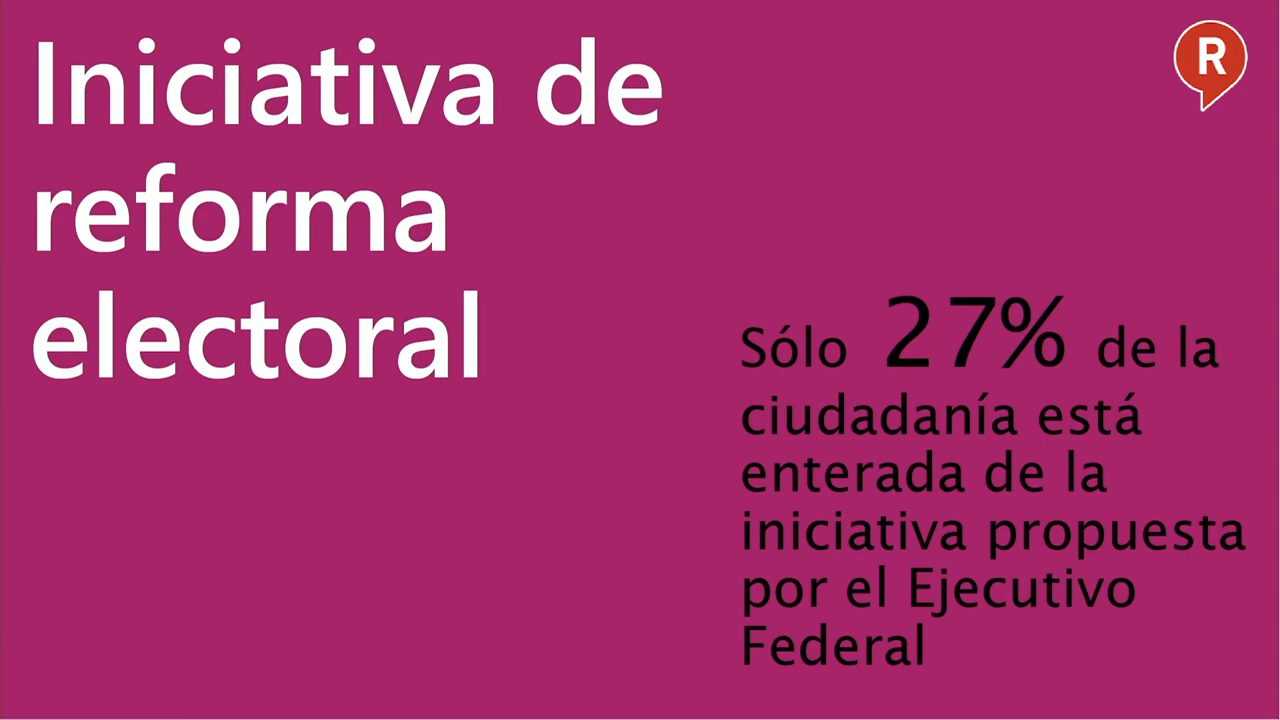 Iniciativa de
reforma
electoral
R
Sólo 27% de la
ciudadanía está
enterada de la
iniciativa propuesta
por el Ejecutivo
Federal